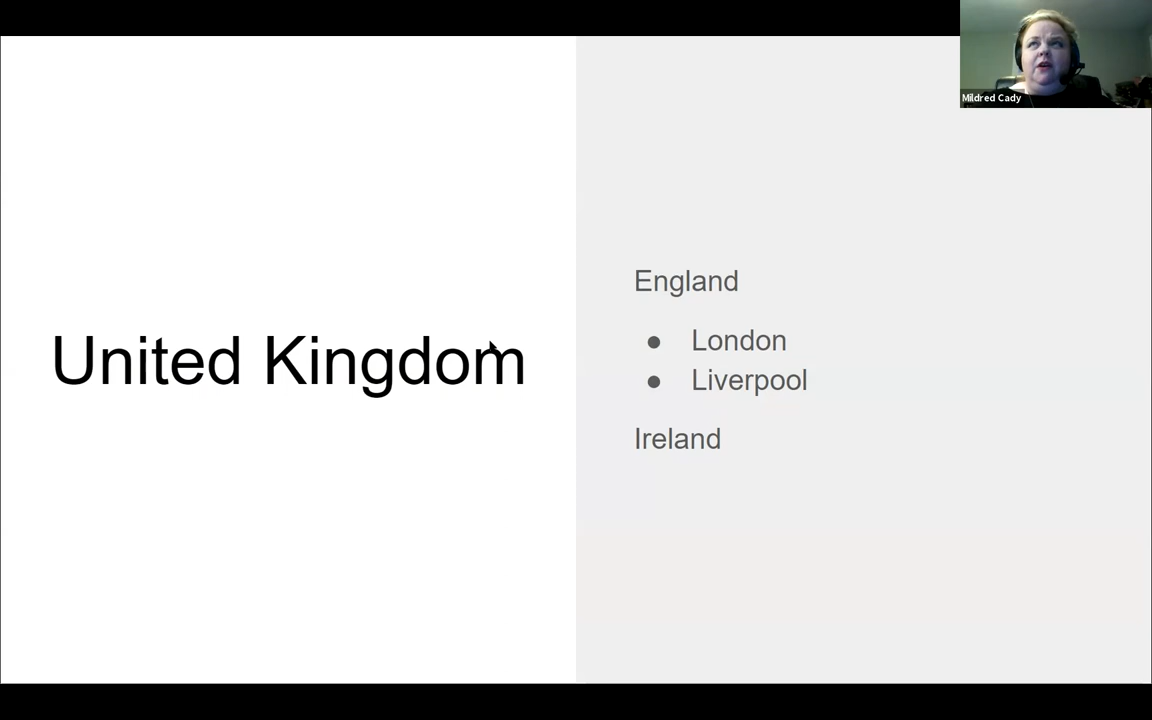 Mildred Cady
United Kingdom
England
● London
● Liverpool
Ireland